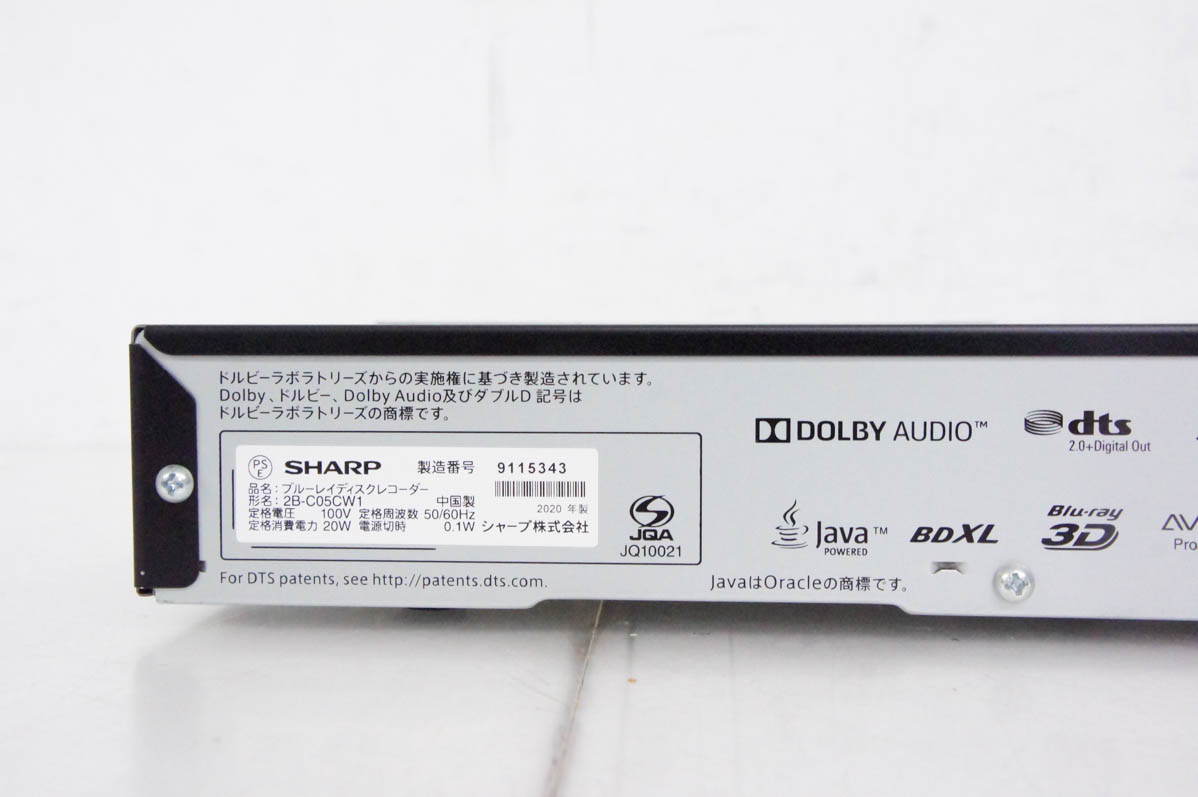 ドルビーラボラトリーズからの実施権に基づき製造されています。
Dolby、ドルビー、Dolby Audio及びダブルD 記号は
ドルビーラボラトリーズの商標です。
PS
E
SHARP 製造番号 9115343
品名:ブルーレイディスクレコーダー
形名:2B-C05CW1 中国製 2020 年製
定格電圧 100V 定格周波数 50/60Hz
定格消費電力 20W 電源切時 0.1W シャープ株式会社
JQA
JQ10021
For DTS patents, see http://patents.dts.com.
DOLBY AUDIO™
dts
2.0+Digital Out
Java™
POWERED
BDXL
Blu-ray
3D
AV
Pro
JavaはOracleの商標です。